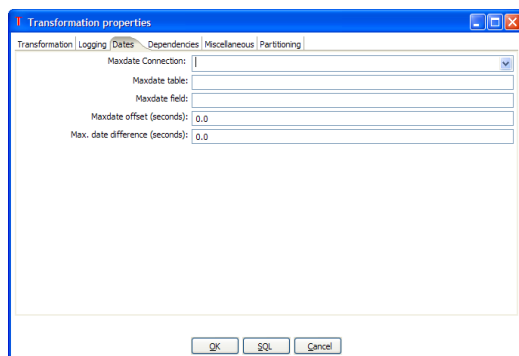 Transformation properties
Transformation Logging Dates Dependencies Miscellaneous Partitioning
Maxdate Connection:
Maxdate table:
Maxdate field:
Maxdate offset (seconds): 0.0
Max. date difference (seconds): 0.0
OK SQL Cancel